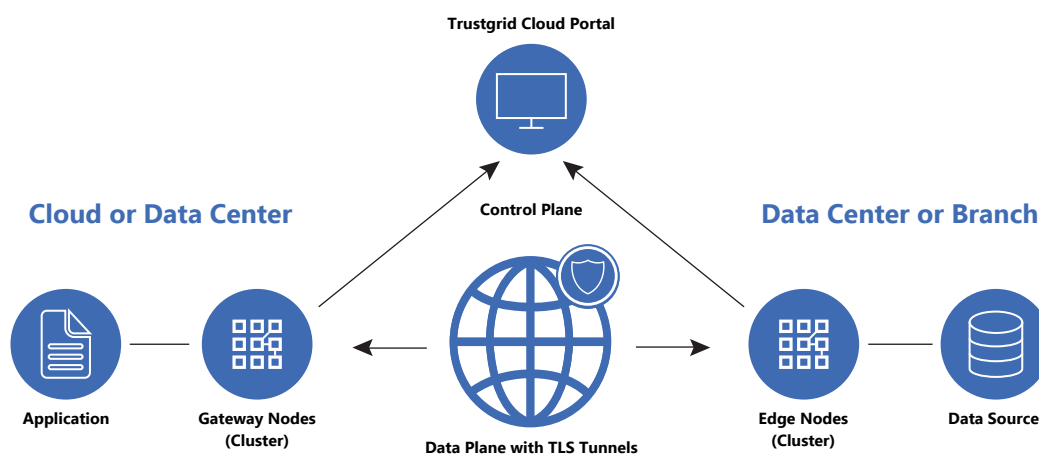 Trustgrid Cloud Portal
Cloud or Data Center
Control Plane
Data Center or Branch
Application
Gateway Nodes
(Cluster)
Data Plane with TLS Tunnels
Edge Nodes
(Cluster)
Data Source